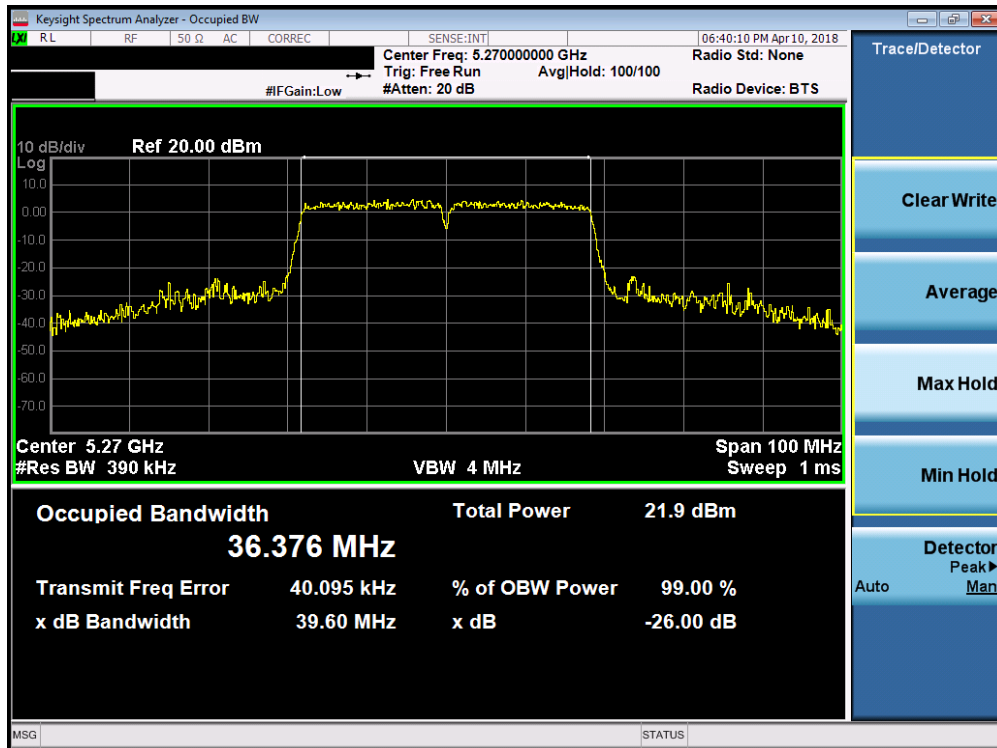 Keysight Spectrum Analyzer - Occupied BW
LXI RL RF 50 Ω AC CORREC SENSE:INT 06:40:10 PM Apr 10, 2018
Center Freq: 5.270000000 GHz Radio Std: None
Trig: Free Run Avg|Hold: 100/100
#IFGain:Low #Atten: 20 dB Radio Device: BTS
10 dB/div Ref 20.00 dBm
Log
10.0
0.00
-10.0
-20.0
-30.0
-40.0
-50.0
-60.0
-70.0
Center 5.27 GHz Span 100 MHz
#Res BW 390 kHz VBW 4 MHz Sweep 1 ms
Occupied Bandwidth Total Power 21.9 dBm
36.376 MHz
Transmit Freq Error 40.095 kHz % of OBW Power 99.00 %
x dB Bandwidth 39.60 MHz x dB -26.00 dB
MSG STATUS
Trace/Detector
Clear Write
Average
Max Hold
Min Hold
Detector
Peak▶
Auto Man